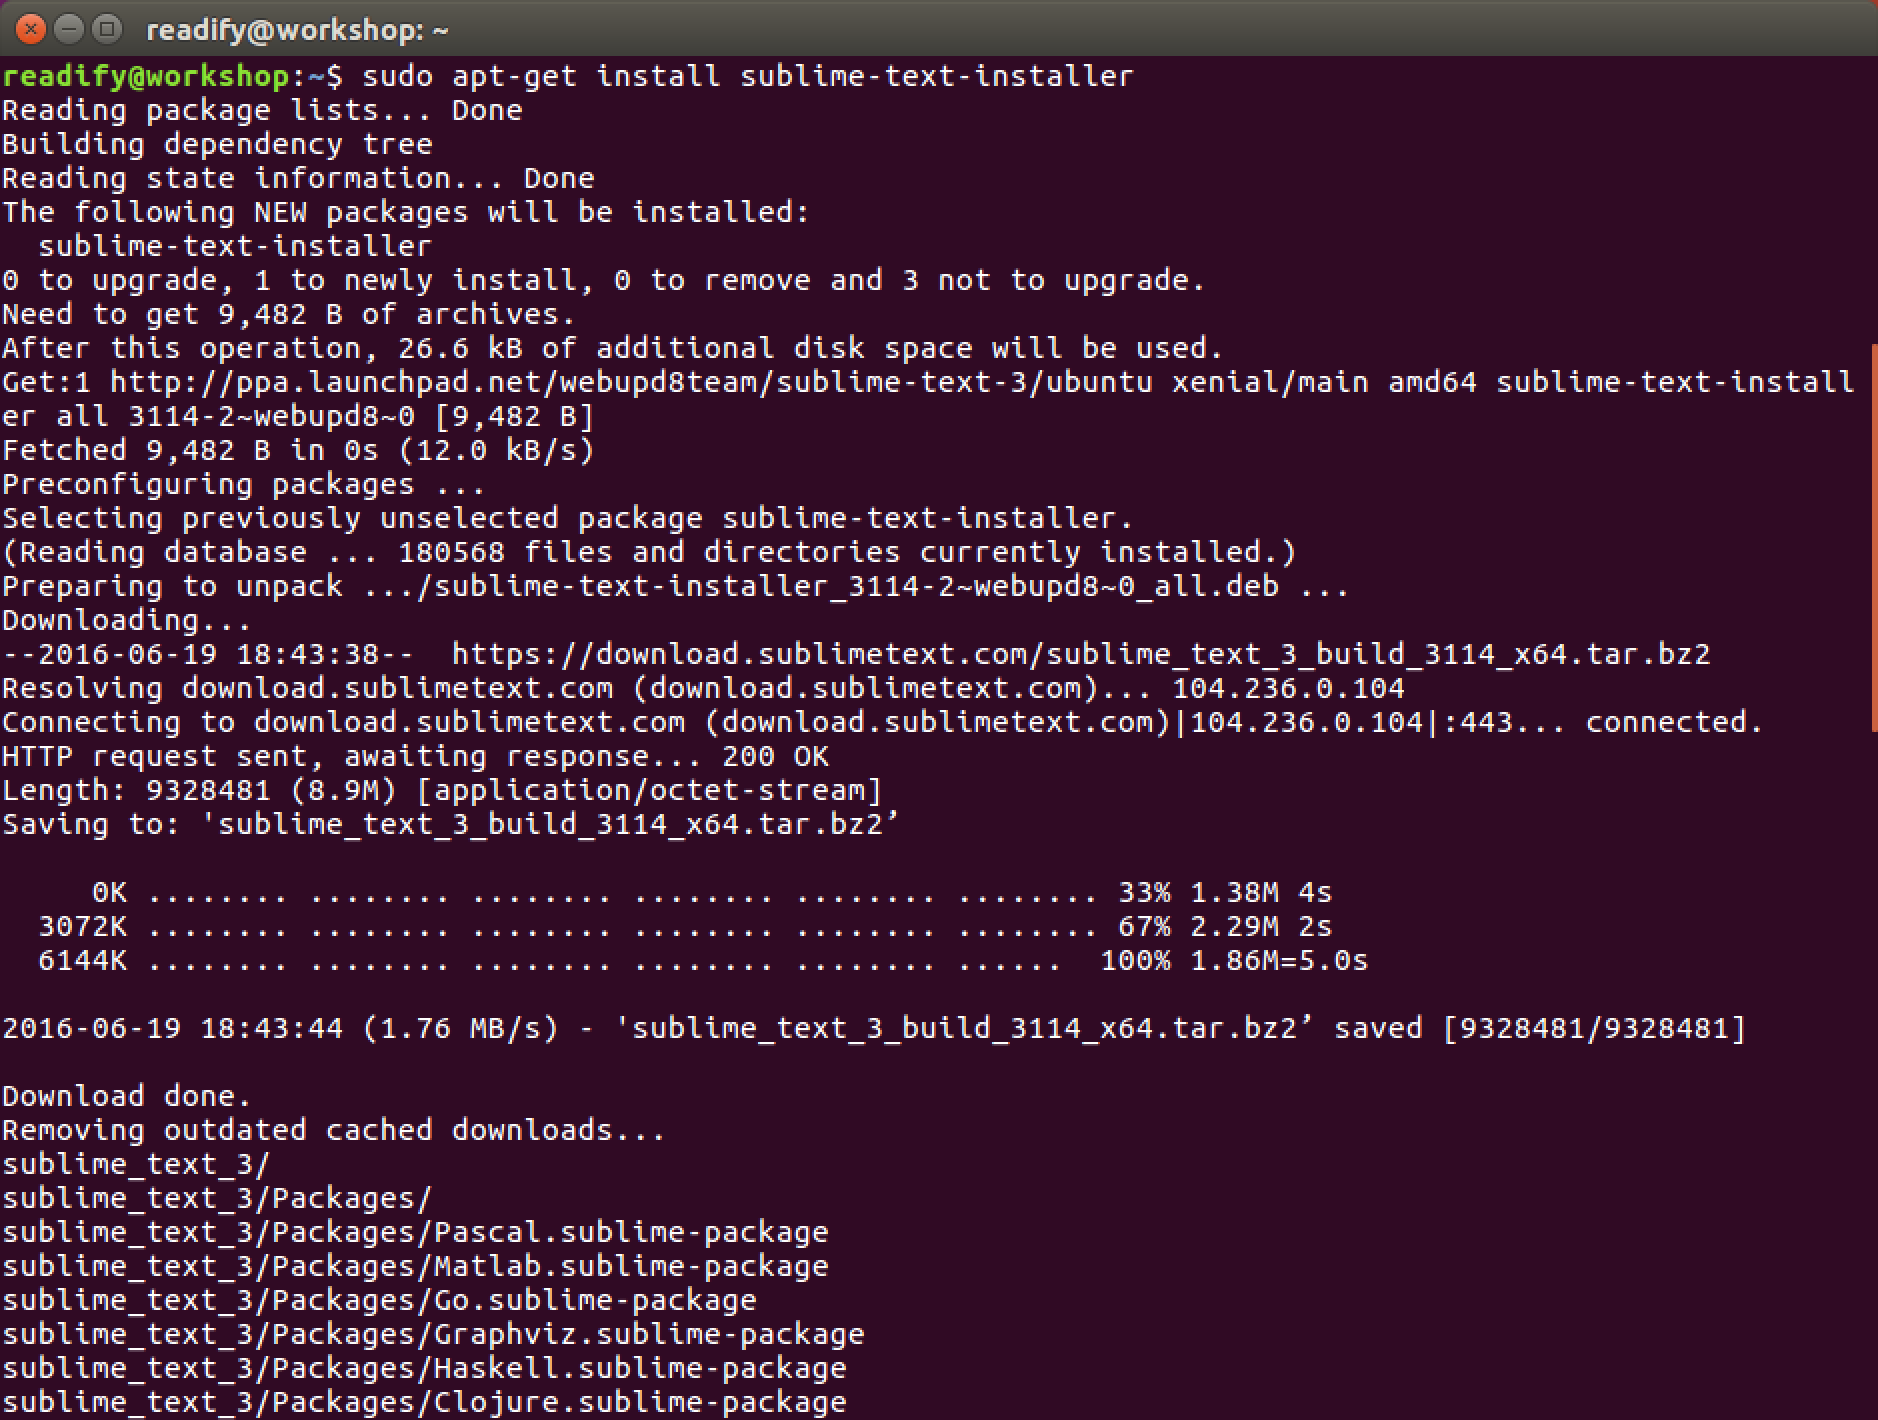 readify@workshop: ~
readify@workshop:~$ sudo apt-get install sublime-text-installer
Reading package lists... Done
Building dependency tree
Reading state information... Done
The following NEW packages will be installed:
  sublime-text-installer
0 to upgrade, 1 to newly install, 0 to remove and 3 not to upgrade.
Need to get 9,482 B of archives.
After this operation, 26.6 kB of additional disk space will be used.
Get:1 http://ppa.launchpad.net/webupd8team/sublime-text-3/ubuntu xenial/main amd64 sublime-text-install
er all 3114-2~webupd8~0 [9,482 B]
Fetched 9,482 B in 0s (12.0 kB/s)
Preconfiguring packages ...
Selecting previously unselected package sublime-text-installer.
(Reading database ... 180568 files and directories currently installed.)
Preparing to unpack .../sublime-text-installer_3114-2~webupd8~0_all.deb ...
Downloading...
--2016-06-19 18:43:38--  https://download.sublimetext.com/sublime_text_3_build_3114_x64.tar.bz2
Resolving download.sublimetext.com (download.sublimetext.com)... 104.236.0.104
Connecting to download.sublimetext.com (download.sublimetext.com)|104.236.0.104|:443... connected.
HTTP request sent, awaiting response... 200 OK
Length: 9328481 (8.9M) [application/octet-stream]
Saving to: 'sublime_text_3_build_3114_x64.tar.bz2’
     0K ........ ........ ........ ........ ........ ........ 33% 1.38M 4s
  3072K ........ ........ ........ ........ ........ ........ 67% 2.29M 2s
  6144K ........ ........ ........ ........ ........ ......  100% 1.86M=5.0s
2016-06-19 18:43:44 (1.76 MB/s) - 'sublime_text_3_build_3114_x64.tar.bz2’ saved [9328481/9328481]
Download done.
Removing outdated cached downloads...
sublime_text_3/
sublime_text_3/Packages/
sublime_text_3/Packages/Pascal.sublime-package
sublime_text_3/Packages/Matlab.sublime-package
sublime_text_3/Packages/Go.sublime-package
sublime_text_3/Packages/Graphviz.sublime-package
sublime_text_3/Packages/Haskell.sublime-package
sublime_text_3/Packages/Clojure.sublime-package